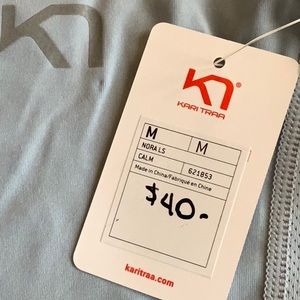 KARI TRAA
M M
NORA LS
CALM 621853
Made in China/Fabriqué en Chine
$40-
karitraa.com